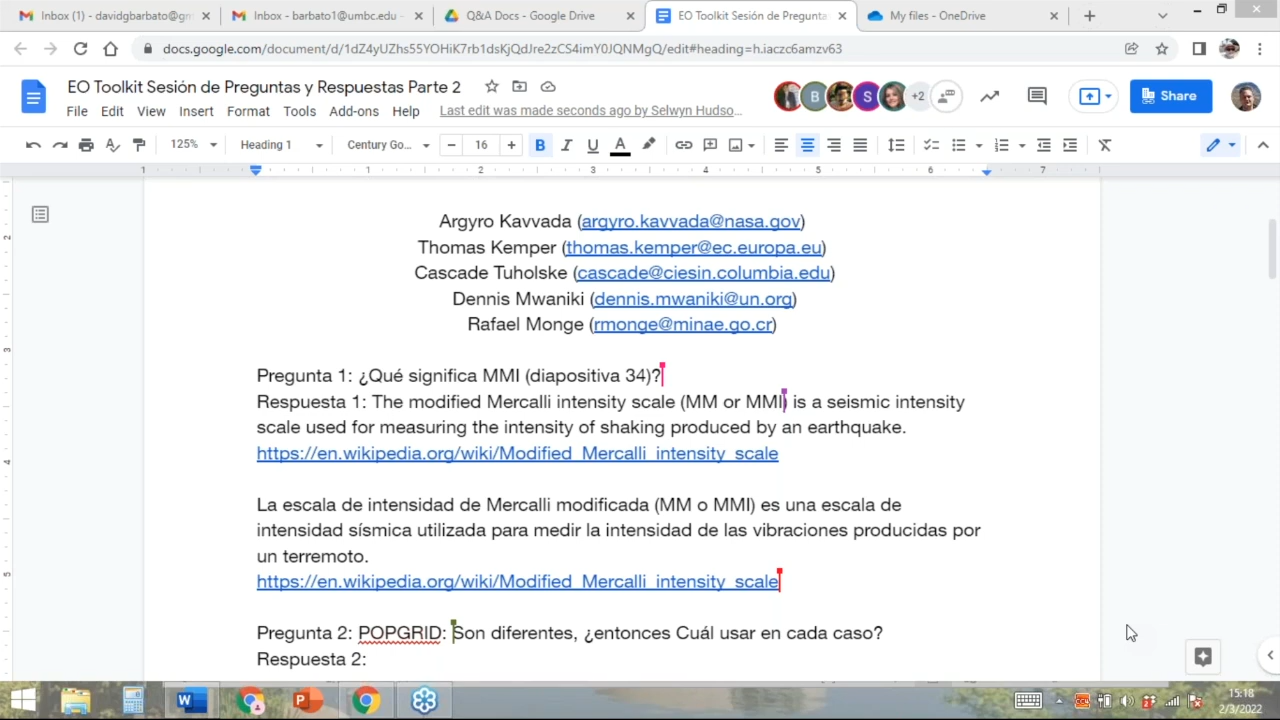 Inbox (1) - davidgbarbato@gm
Inbox - barbato1@umbc.edu
Q&A Docs - Google Drive
EO Toolkit Sesión de Pregunta
My files - OneDrive
docs.google.com/document/d/1dZ4yUZhs55YOHiK7rb1dsKjQdJre2zCS4imY0JQNMgQ/edit#heading=h.iaczc6amzv63
EO Toolkit Sesión de Preguntas y Respuestas Parte 2
File Edit View Insert Format Tools Add-ons Help Last edit was made seconds ago by Selwyn Hudso...
B S +2 Share
125% Heading 1 Century Go... − 16 + B I U A
1 1 2 3 4 5 6 7
Argyro Kavvada (argyro.kavvada@nasa.gov)
Thomas Kemper (thomas.kemper@ec.europa.eu)
Cascade Tuholske (cascade@ciesin.columbia.edu)
Dennis Mwaniki (dennis.mwaniki@un.org)
Rafael Monge (rmonge@minae.go.cr)
Pregunta 1: ¿Qué significa MMI (diapositiva 34)?
Respuesta 1: The modified Mercalli intensity scale (MM or MMI) is a seismic intensity
scale used for measuring the intensity of shaking produced by an earthquake.
https://en.wikipedia.org/wiki/Modified_Mercalli_intensity_scale
La escala de intensidad de Mercalli modificada (MM o MMI) es una escala de
intensidad sísmica utilizada para medir la intensidad de las vibraciones producidas por
un terremoto.
https://en.wikipedia.org/wiki/Modified_Mercalli_intensity_scale
Pregunta 2: POPGRID: Son diferentes, ¿entonces Cuál usar en cada caso?
Respuesta 2:
15:18
2/3/2022